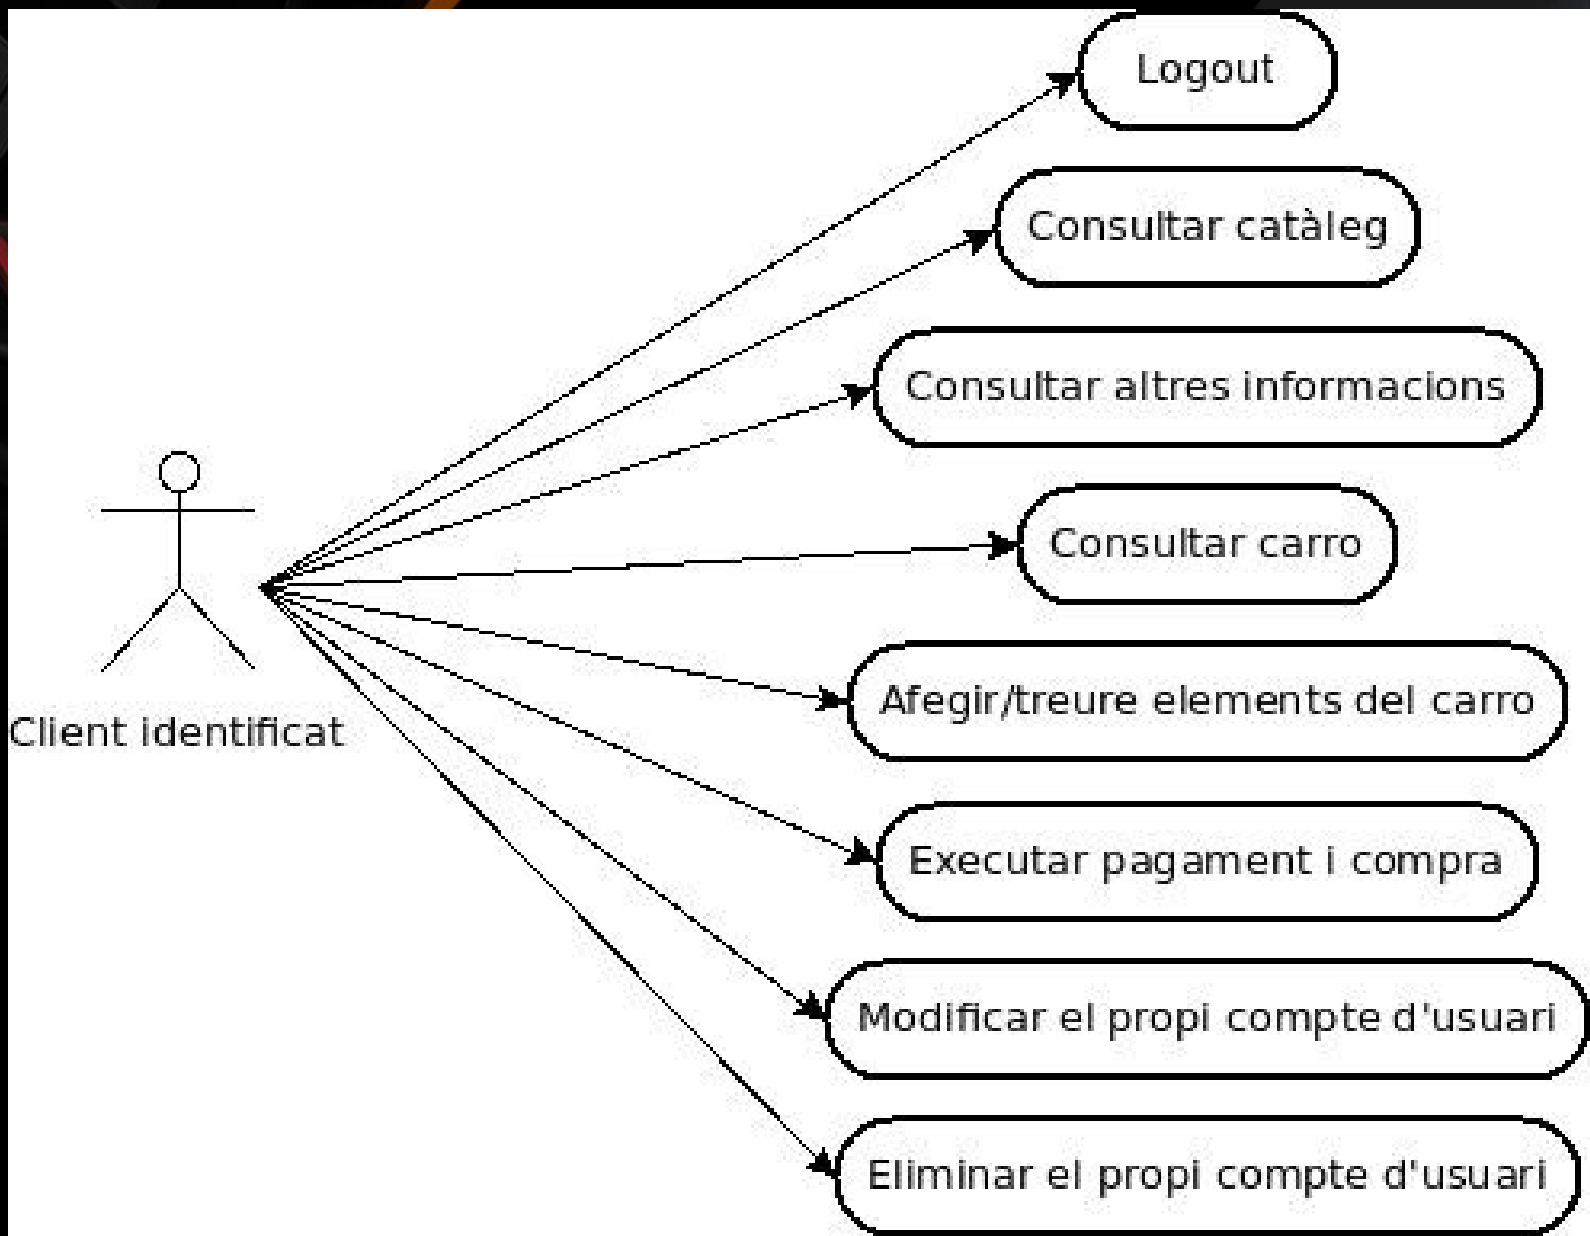 Logout
Consultar catàleg
Consultar altres informacions
Consultar carro
Afegir/treure elements del carro
Client identificat
Executar pagament i compra
Modificar el propi compte d'usuari
Eliminar el propi compte d'usuari